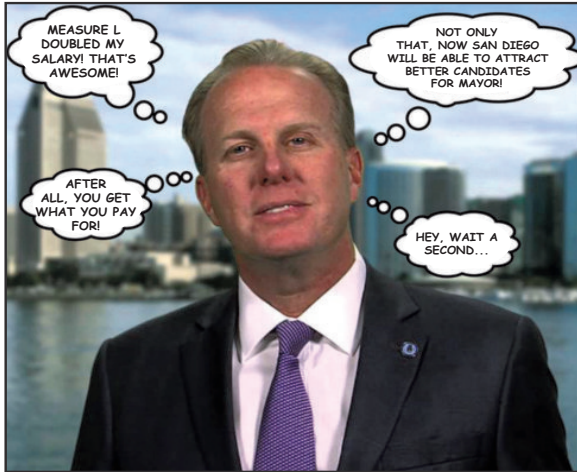 MEASURE L
DOUBLED MY
SALARY! THAT'S
AWESOME!
NOT ONLY
THAT, NOW SAN DIEGO
WILL BE ABLE TO ATTRACT
BETTER CANDIDATES
FOR MAYOR!
AFTER
ALL, YOU GET
WHAT YOU PAY
FOR!
HEY, WAIT A
SECOND...